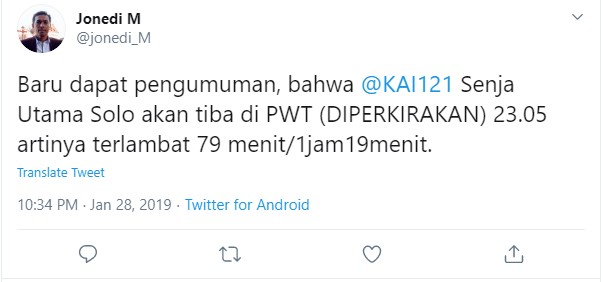 Jonedi M
@jonedi_M
Baru dapat pengumuman, bahwa @KAI121 Senja
Utama Solo akan tiba di PWT (DIPERKIRAKAN) 23.05
artinya terlambat 79 menit/1jam19menit.
Translate Tweet
10:34 PM · Jan 28, 2019 · Twitter for Android